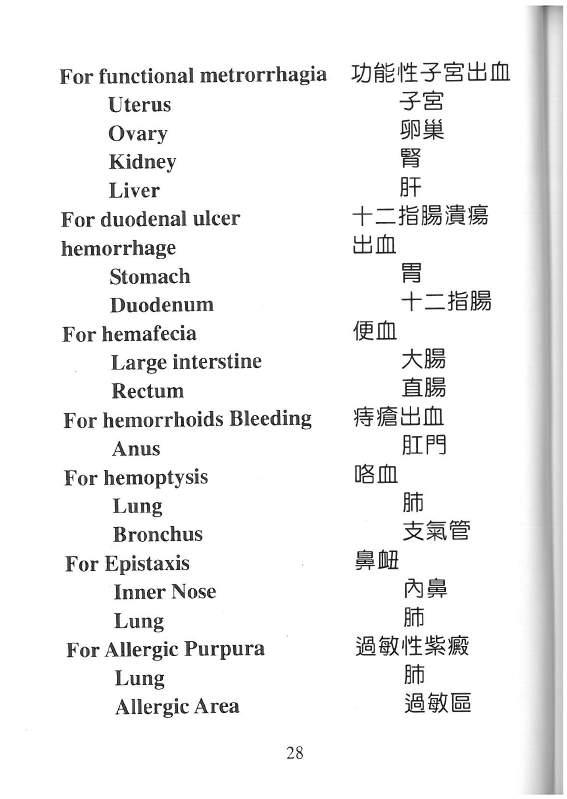 For functional metrorrhagia 功能性子宮出血
Uterus 子宮
Ovary 卵巢
Kidney 腎
Liver 肝
For duodenal ulcer 十二指腸潰瘍
hemorrhage 出血
Stomach 胃
Duodenum 十二指腸
For hemafecia 便血
Large interstine 大腸
Rectum 直腸
For hemorrhoids Bleeding 痔瘡出血
Anus 肛門
For hemoptysis 咯血
Lung 肺
Bronchus 支氣管
For Epistaxis 鼻衄
Inner Nose 內鼻
Lung 肺
For Allergic Purpura 過敏性紫癜
Lung 肺
Allergic Area 過敏區
28